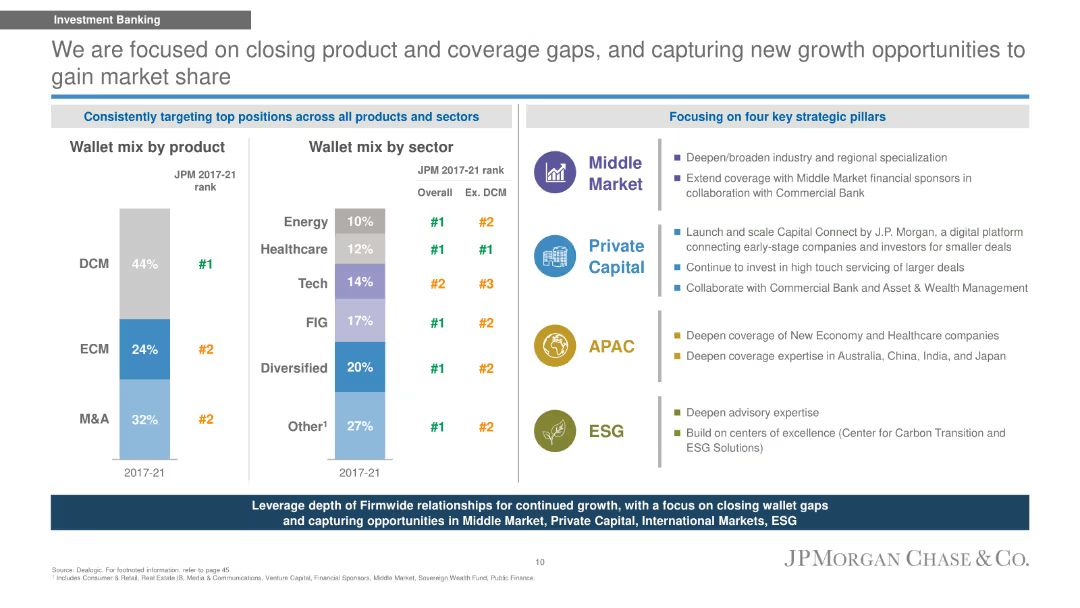 Investment Banking
We are focused on closing product and coverage gaps, and capturing new growth opportunities to
gain market share
Consistently targeting top positions across all products and sectors
Wallet mix by product
JPM 2017-21
rank
DCM 44% #1
ECM 24% #2
M&A 32% #2
2017-21
Wallet mix by sector
JPM 2017-21 rank
Overall Ex. DCM
Energy 10% #1 #2
Healthcare 12% #1 #1
Tech 14% #2 #3
FIG 17% #1 #2
Diversified 20% #1 #2
Other¹ 27% #1 #2
2017-21
Focusing on four key strategic pillars
Middle
Market
Deepen/broaden industry and regional specialization
Extend coverage with Middle Market financial sponsors in
collaboration with Commercial Bank
Private
Capital
Launch and scale Capital Connect by J.P. Morgan, a digital platform
connecting early-stage companies and investors for smaller deals
Continue to invest in high touch servicing of larger deals
Collaborate with Commercial Bank and Asset & Wealth Management
APAC
Deepen coverage of New Economy and Healthcare companies
Deepen coverage expertise in Australia, China, India, and Japan
ESG
Deepen advisory expertise
Build on centers of excellence (Center for Carbon Transition and
ESG Solutions)
Leverage depth of Firmwide relationships for continued growth, with a focus on closing wallet gaps
and capturing opportunities in Middle Market, Private Capital, International Markets, ESG
Source: Dealogic. For footnoted information, refer to page 45
¹ Includes Consumer & Retail, Real Estate IB, Media & Communications, Venture Capital, Financial Sponsors, Middle Market, Sovereign Wealth Fund, Public Finance.
10
JPMORGAN CHASE & CO.